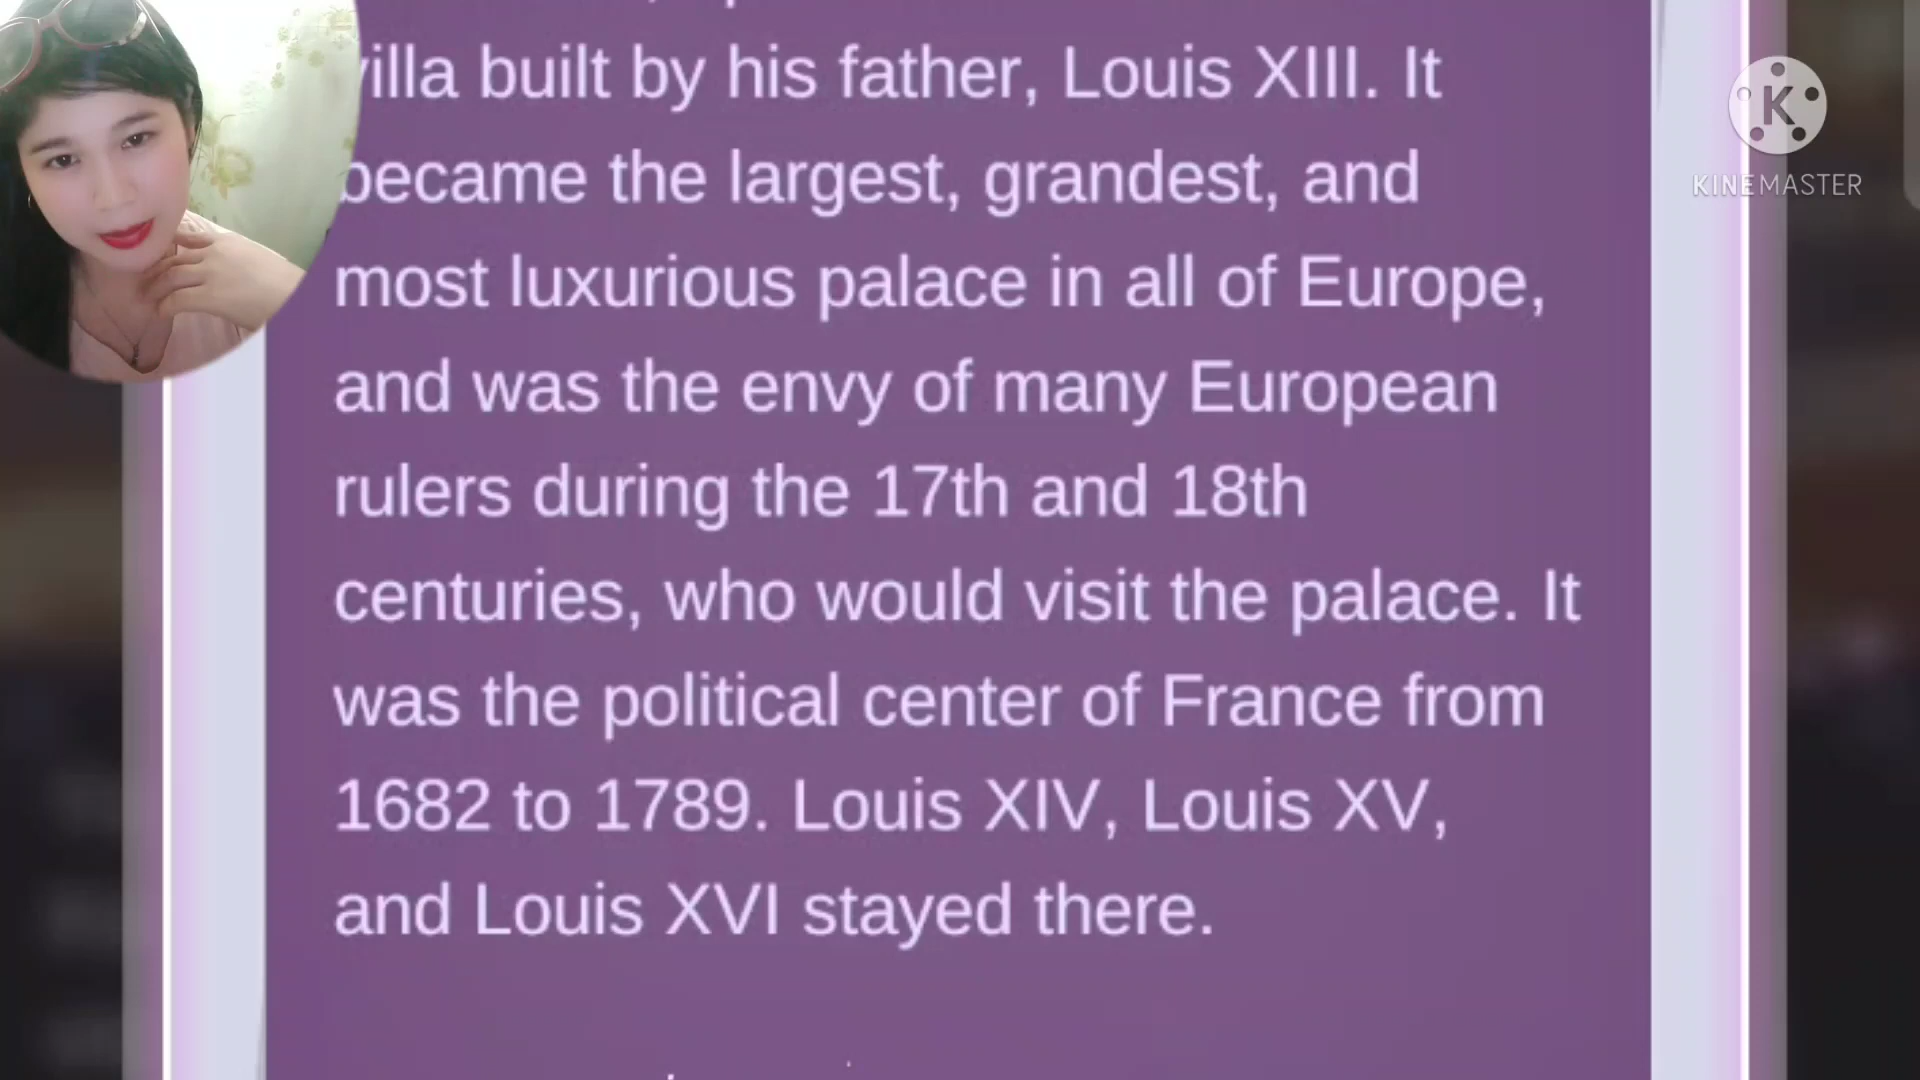 villa built by his father, Louis XIII. It
became the largest, grandest, and
most luxurious palace in all of Europe,
and was the envy of many European
rulers during the 17th and 18th
centuries, who would visit the palace. It
was the political center of France from
1682 to 1789. Louis XIV, Louis XV,
and Louis XVI stayed there.
K
KINEMASTER